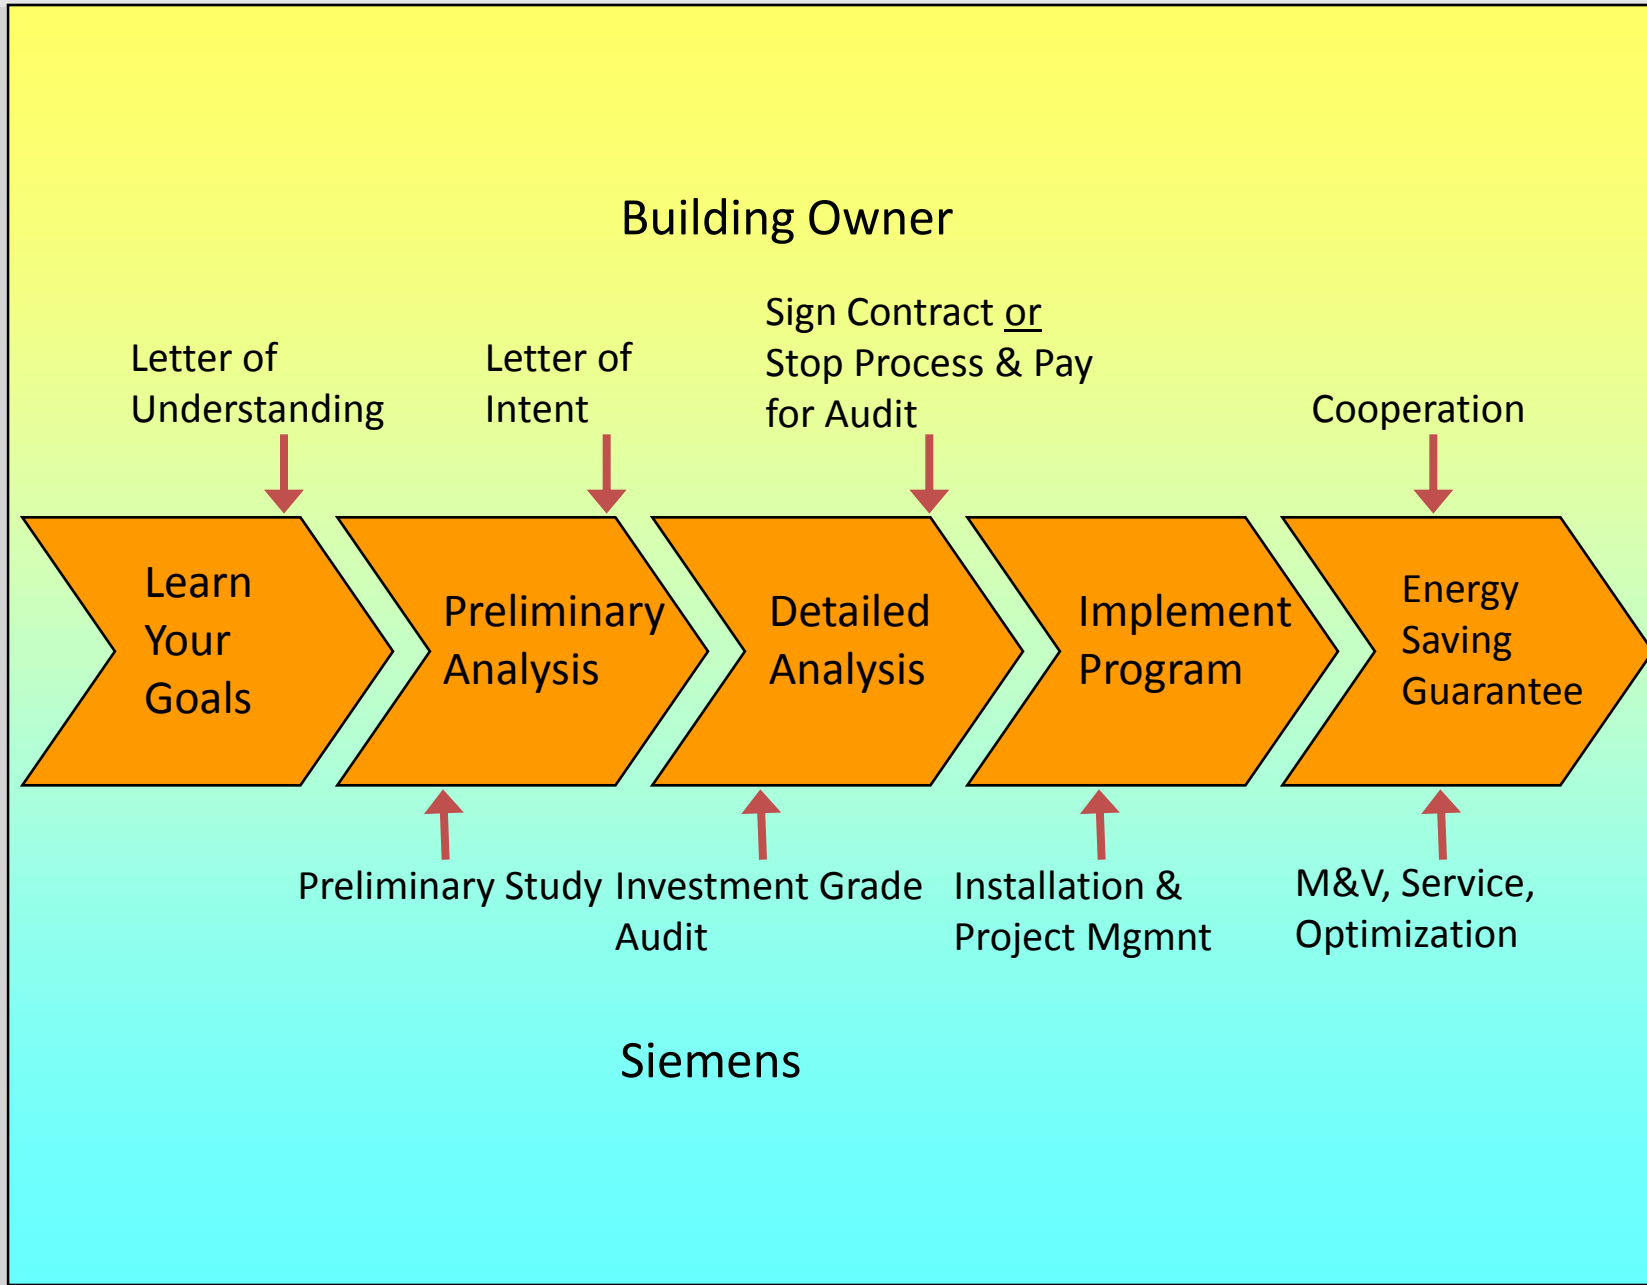 Building Owner
Letter of
Understanding
Letter of
Intent
Sign Contract or
Stop Process & Pay
for Audit
Cooperation
Learn
Your
Goals
Preliminary
Analysis
Detailed
Analysis
Implement
Program
Energy
Saving
Guarantee
Preliminary Study
Investment Grade
Audit
Installation &
Project Mgmnt
M&V, Service,
Optimization
Siemens